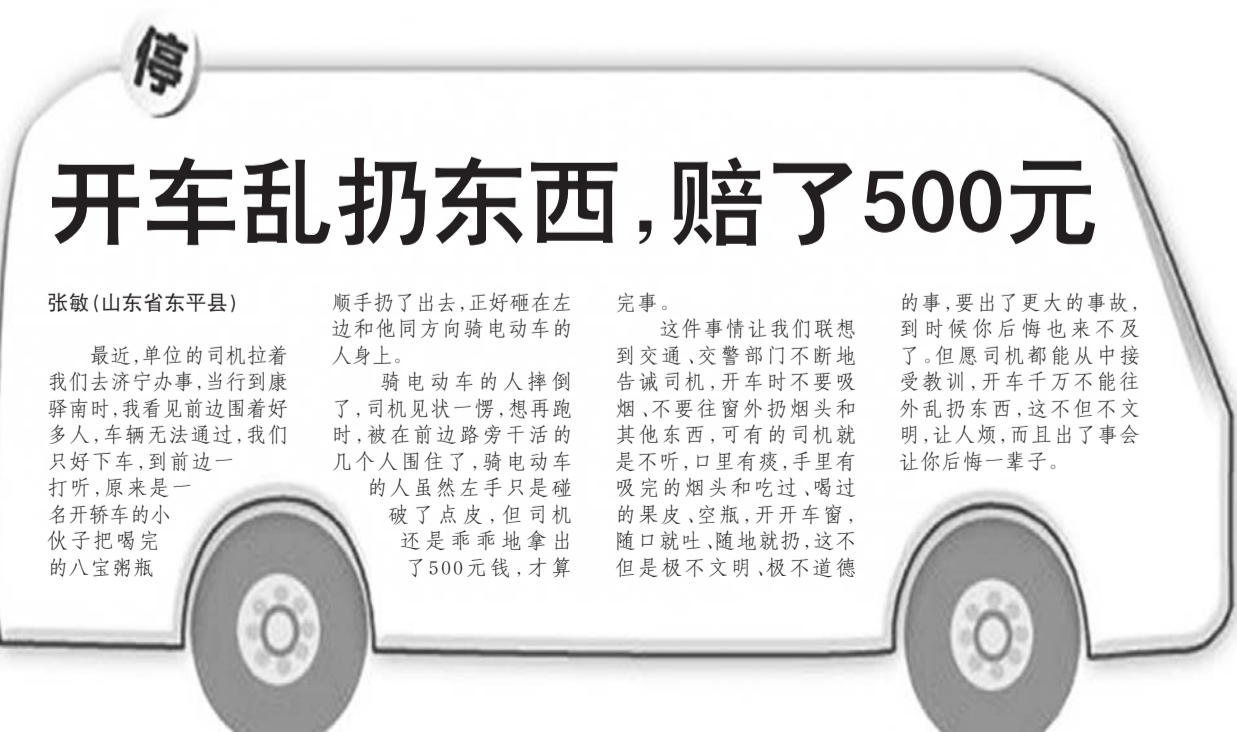 停
开车乱扔东西,赔了500元
张敏(山东省东平县)
最近,单位的司机拉着
我们去济宁办事,当行到康
驿南时,我看见前边围着好
多人,车辆无法通过,我们
只好下车,到前边一
打听,原来是一
名开轿车的小
伙子把喝完
的八宝粥瓶
顺手扔了出去,正好砸在左
边和他同方向骑电动车的
人身上。
骑电动车的人摔倒
了,司机见状一愣,想再跑
时,被在前边路旁干活的
几个人围住了,骑电动车
的人虽然左手只是碰
破了点皮,但司机
还是乖乖地拿出
了500元钱,才算
完事。
这件事情让我们联想
到交通、交警部门不断地
告诫司机,开车时不要吸
烟、不要往窗外扔烟头和
其他东西,可有的司机就
是不听,口里有痰,手里有
吸完的烟头和吃过、喝过
的果皮、空瓶,开开车窗,
随口就吐、随地就扔,这不
但是极不文明、极不道德
的事,要出了更大的事故,
到时候你后悔也来不及
了。但愿司机都能从中接
受教训,开车千万不能往
外乱扔东西,这不但不文
明,让人烦,而且出了事会
让你后悔一辈子。